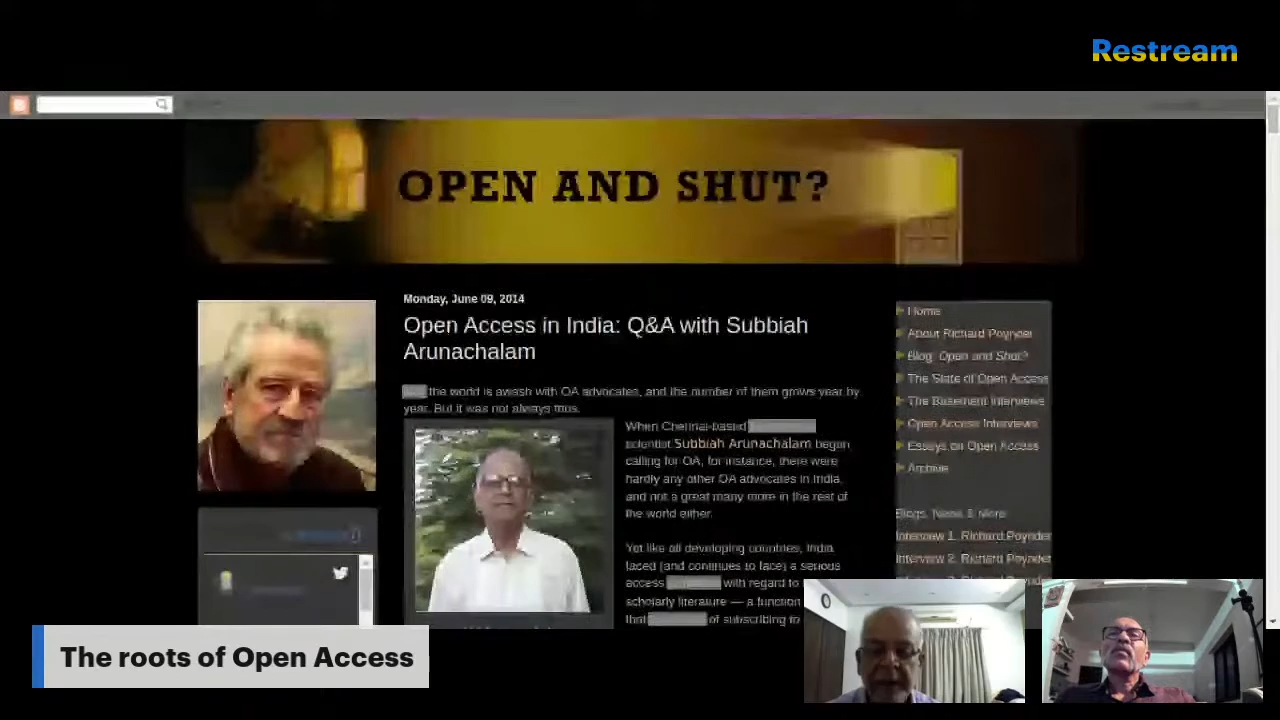 Restream
OPEN AND SHUT?
Monday, June 09, 2014
Open Access in India: Q&A with Subbiah
Arunachalam
the world is awash with OA advocates, and the number of them grows year by
year. But it was not always thus.
When Chennai-based
scientist Subbiah Arunachalam began
calling for OA, for instance, there were
hardly any other OA advocates in India,
and not a great many more in the rest of
the world either.
Yet like all developing countries, India
faced (and continues to face) a serious
access with regard to
scholarly literature — a function
that of subscribing to
Home
About Richard Poynder
Blog: Open and Shut?
The State of Open Access
The Basement Interviews
Open Access Interviews
Essays on Open Access
Archive
Blogs, News & More
Interview 1, Richard Poynder
Interview 2, Richard Poynder
The roots of Open Access